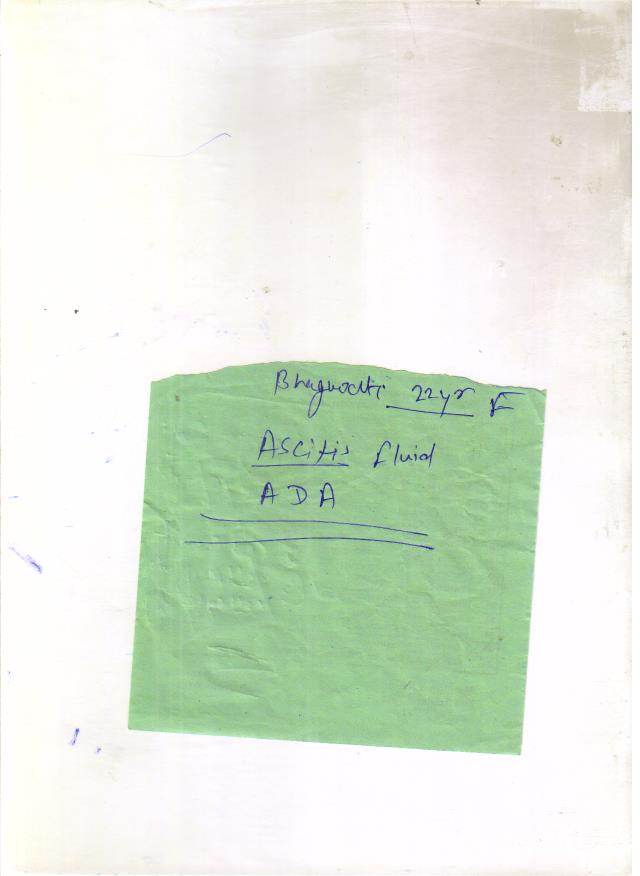 Bhagwati 22yr F
Ascitis fluid
ADA